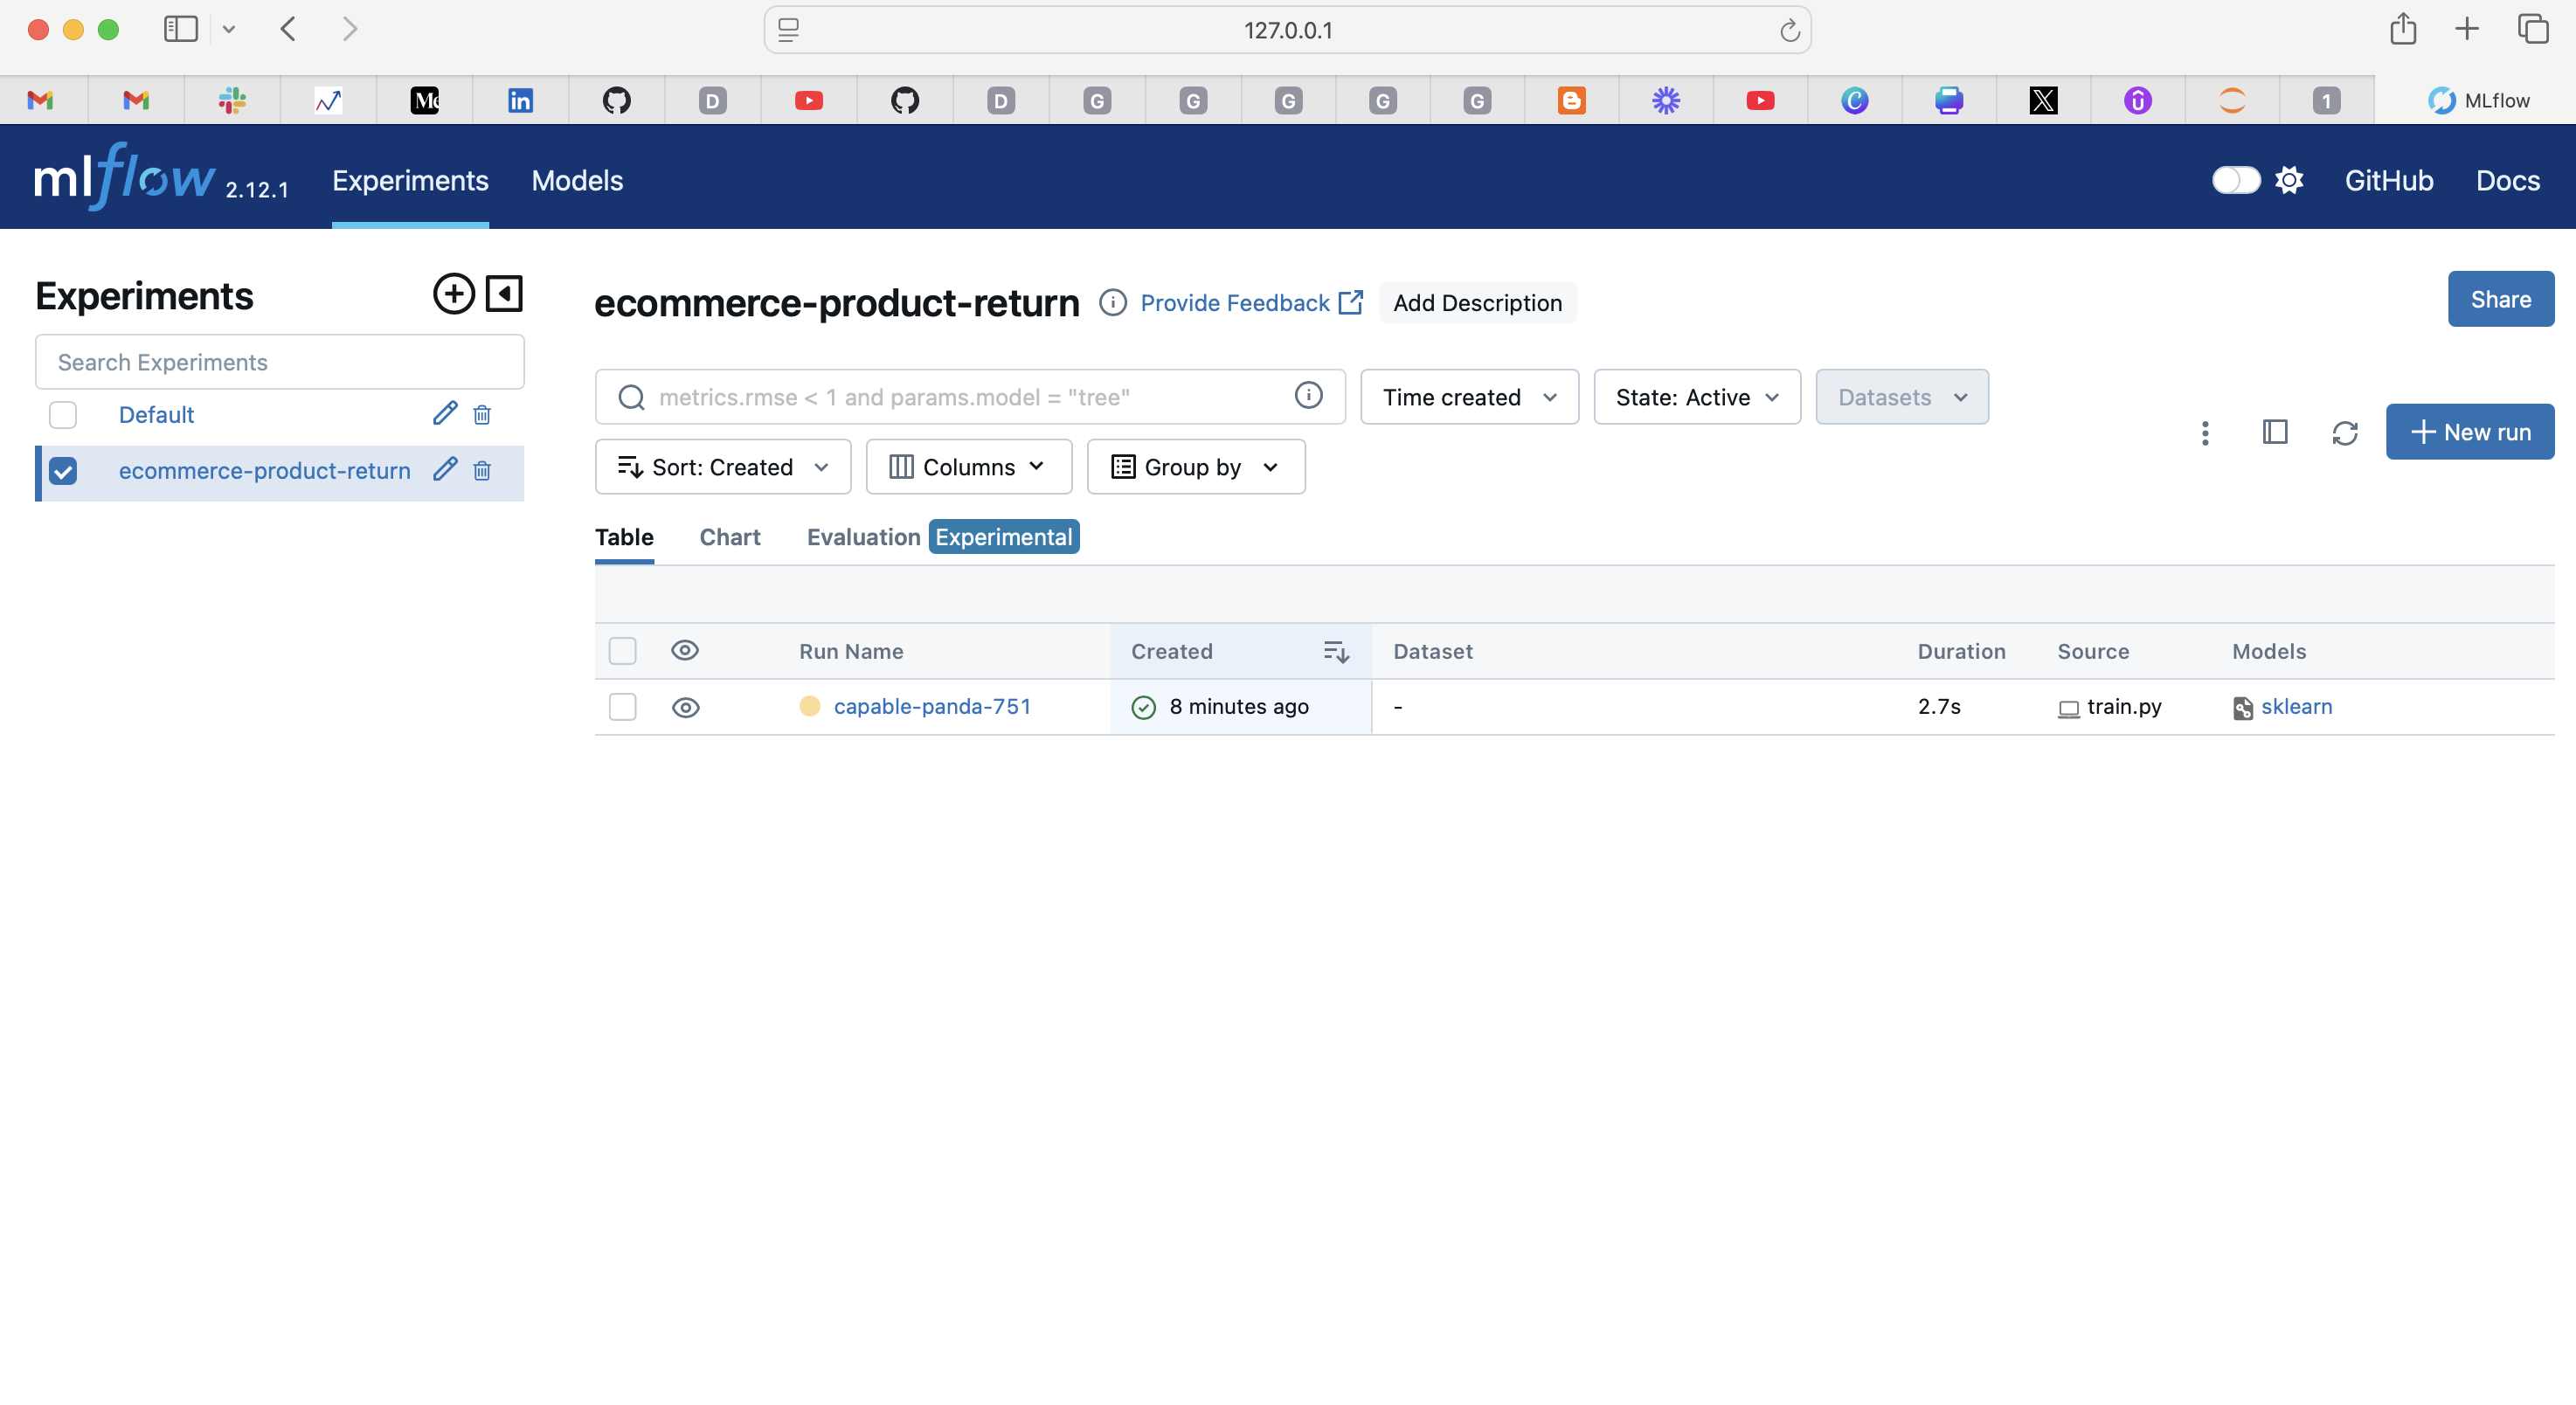 127.0.0.1
Me
in
D
D
G
G
G
G
G
1
MLflow
mlflow 2.12.1
Experiments
Models
GitHub
Docs
Experiments
Search Experiments
Default
ecommerce-product-return
ecommerce-product-return
Provide Feedback
Add Description
Share
metrics.rmse < 1 and params.model = "tree"
Time created
State: Active
Datasets
Sort: Created
Columns
Group by
New run
Table
Chart
Evaluation
Experimental
Run Name
Created
Dataset
Duration
Source
Models
capable-panda-751
8 minutes ago
-
2.7s
train.py
sklearn